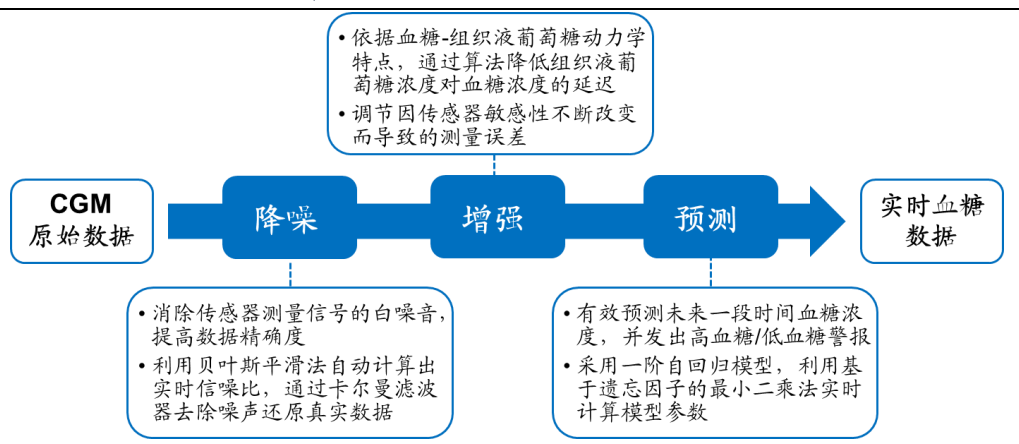 • 依据血糖-组织液葡萄糖动力学
特点，通过算法降低组织液葡
萄糖浓度对血糖浓度的延迟
• 调节因传感器敏感性不断改变
而导致的测量误差
CGM
原始数据
降噪
增强
预测
实时血糖
数据
• 消除传感器测量信号的白噪音，
提高数据精确度
• 利用贝叶斯平滑法自动计算出
实时信噪比，通过卡尔曼滤波
器去除噪声还原真实数据
• 有效预测未来一段时间血糖浓
度，并发出高血糖/低血糖警报
• 采用一阶自回归模型，利用基
于遗忘因子的最小二乘法实时
计算模型参数